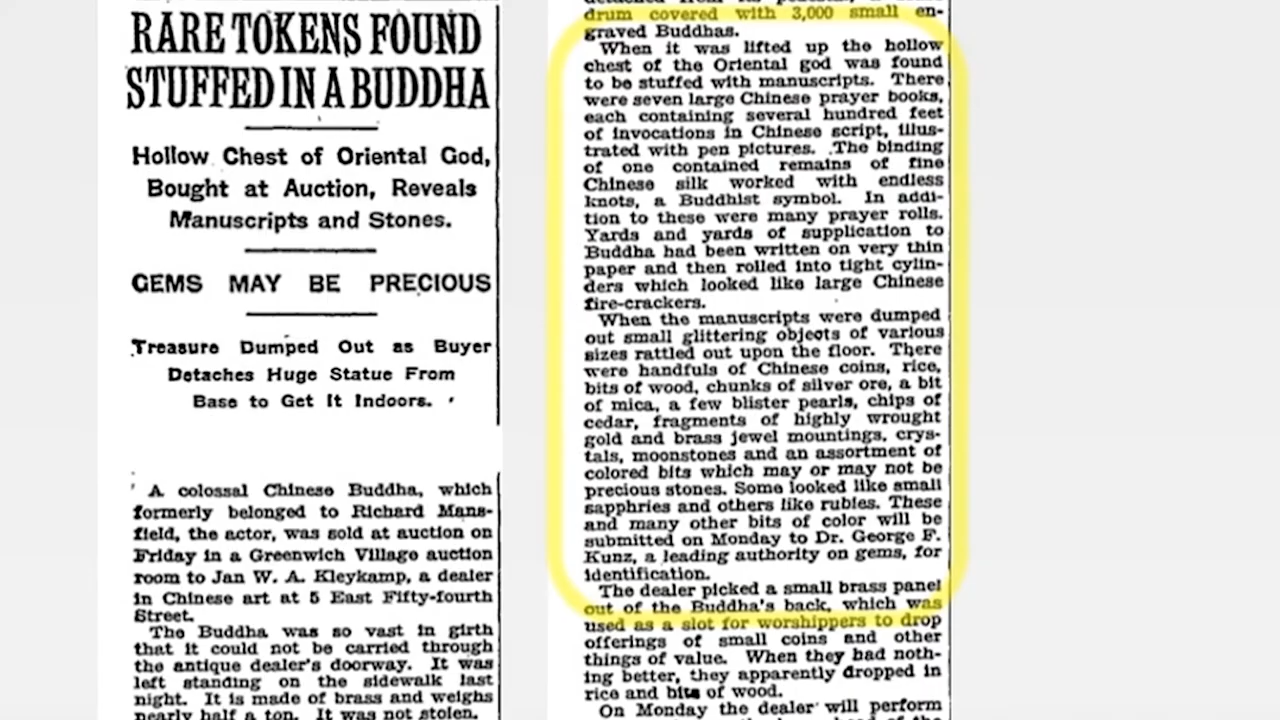 RARE TOKENS FOUND
STUFFED IN A BUDDHA
Hollow Chest of Oriental God,
Bought at Auction, Reveals
Manuscripts and Stones.
GEMS MAY BE PRECIOUS
Treasure Dumped Out as Buyer
Detaches Huge Statue From
Base to Get It Indoors.
A colossal Chinese Buddha, which
formerly belonged to Richard Mans-
field, the actor, was sold at auction on
Friday in a Greenwich Village auction
room to Jan W. A. Kleykamp, a dealer
in Chinese art at 5 East Fifty-fourth
Street.
The Buddha was so vast in girth
that it could not be carried through
the antique dealer's doorway. It was
left standing on the sidewalk last
night. It is made of brass and weighs
nearly half a ton. It was not stolen.
drum covered with 3,000 small en-
graved Buddhas.
When it was lifted up the hollow
chest of the Oriental god was found
to be stuffed with manuscripts. There
were seven large Chinese prayer books,
each containing several hundred feet
of invocations in Chinese script, illus-
trated with pen pictures. The binding
of one contained remains of fine
Chinese silk worked with endless
knots, a Buddhist symbol. In addi-
tion to these were many prayer rolls.
Yards and yards of supplication to
Buddha had been written on very thin
paper and then rolled into tight cylin-
ders which looked like large Chinese
fire-crackers.
When the manuscripts were dumped
out small glittering objects of various
sizes rattled out upon the floor. There
were handfuls of Chinese coins, rice,
bits of wood, chunks of silver ore, a bit
of mica, a few blister pearls, chips of
cedar, fragments of highly wrought
gold and brass jewel mountings, crys-
tals, moonstones and an assortment of
colored bits which may or may not be
precious stones. Some looked like small
sapphries and others like rubies. These
and many other bits of color will be
submitted on Monday to Dr. George F.
Kunz, a leading authority on gems, for
identification.
The dealer picked a small brass panel
out of the Buddha's back, which was
used as a slot for worshippers to drop
offerings of small coins and other
things of value. When they had noth-
ing better, they apparently dropped in
rice and bits of wood.
On Monday the dealer will perform